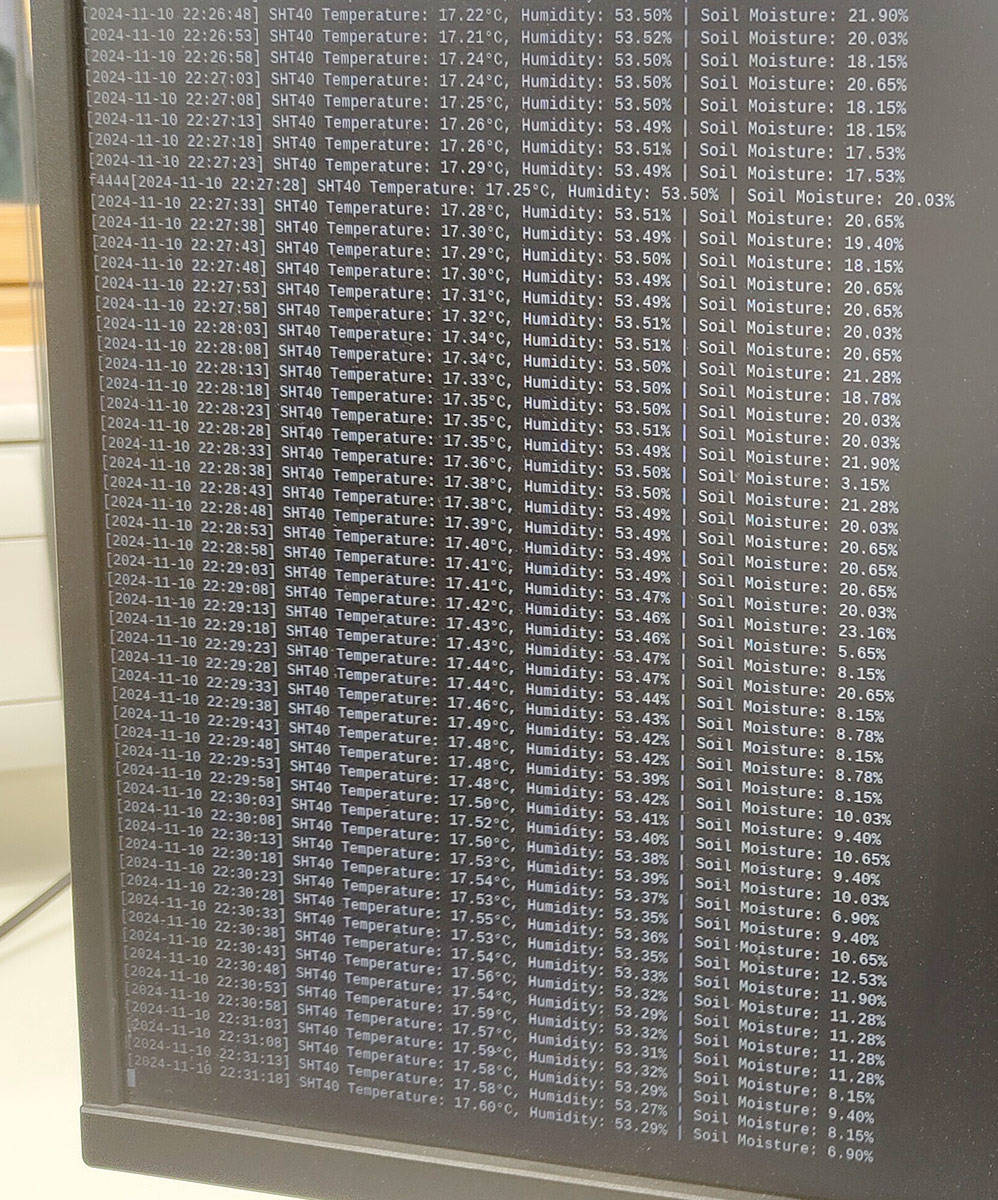 [2024-11-10 22:26:48] SHT40 Temperature: 17.22°C, Humidity: 53.50% | Soil Moisture: 21.90%
[2024-11-10 22:26:53] SHT40 Temperature: 17.21°C, Humidity: 53.52% | Soil Moisture: 20.03%
[2024-11-10 22:26:58] SHT40 Temperature: 17.24°C, Humidity: 53.50% | Soil Moisture: 18.15%
[2024-11-10 22:27:03] SHT40 Temperature: 17.24°C, Humidity: 53.50% | Soil Moisture: 20.65%
[2024-11-10 22:27:08] SHT40 Temperature: 17.25°C, Humidity: 53.50% | Soil Moisture: 18.15%
[2024-11-10 22:27:13] SHT40 Temperature: 17.26°C, Humidity: 53.49% | Soil Moisture: 18.15%
[2024-11-10 22:27:18] SHT40 Temperature: 17.26°C, Humidity: 53.51% | Soil Moisture: 17.53%
[2024-11-10 22:27:23] SHT40 Temperature: 17.29°C, Humidity: 53.49% | Soil Moisture: 17.53%
f4444[2024-11-10 22:27:28] SHT40 Temperature: 17.25°C, Humidity: 53.50% | Soil Moisture: 20.03%
[2024-11-10 22:27:33] SHT40 Temperature: 17.28°C, Humidity: 53.51% | Soil Moisture: 20.65%
[2024-11-10 22:27:38] SHT40 Temperature: 17.30°C, Humidity: 53.49% | Soil Moisture: 19.40%
[2024-11-10 22:27:43] SHT40 Temperature: 17.29°C, Humidity: 53.50% | Soil Moisture: 18.15%
[2024-11-10 22:27:48] SHT40 Temperature: 17.30°C, Humidity: 53.49% | Soil Moisture: 20.65%
[2024-11-10 22:27:53] SHT40 Temperature: 17.31°C, Humidity: 53.49% | Soil Moisture: 20.65%
[2024-11-10 22:27:58] SHT40 Temperature: 17.32°C, Humidity: 53.51% | Soil Moisture: 20.03%
[2024-11-10 22:28:03] SHT40 Temperature: 17.34°C, Humidity: 53.51% | Soil Moisture: 20.65%
[2024-11-10 22:28:08] SHT40 Temperature: 17.34°C, Humidity: 53.50% | Soil Moisture: 21.28%
[2024-11-10 22:28:13] SHT40 Temperature: 17.33°C, Humidity: 53.50% | Soil Moisture: 18.78%
[2024-11-10 22:28:18] SHT40 Temperature: 17.35°C, Humidity: 53.50% | Soil Moisture: 20.03%
[2024-11-10 22:28:23] SHT40 Temperature: 17.35°C, Humidity: 53.51% | Soil Moisture: 20.03%
[2024-11-10 22:28:28] SHT40 Temperature: 17.35°C, Humidity: 53.49% | Soil Moisture: 21.90%
[2024-11-10 22:28:33] SHT40 Temperature: 17.36°C, Humidity: 53.50% | Soil Moisture: 3.15%
[2024-11-10 22:28:38] SHT40 Temperature: 17.38°C, Humidity: 53.50% | Soil Moisture: 21.28%
[2024-11-10 22:28:43] SHT40 Temperature: 17.38°C, Humidity: 53.49% | Soil Moisture: 20.03%
[2024-11-10 22:28:48] SHT40 Temperature: 17.39°C, Humidity: 53.49% | Soil Moisture: 20.65%
[2024-11-10 22:28:53] SHT40 Temperature: 17.40°C, Humidity: 53.49% | Soil Moisture: 20.65%
[2024-11-10 22:28:58] SHT40 Temperature: 17.41°C, Humidity: 53.49% | Soil Moisture: 20.65%
[2024-11-10 22:29:03] SHT40 Temperature: 17.41°C, Humidity: 53.47% | Soil Moisture: 20.03%
[2024-11-10 22:29:08] SHT40 Temperature: 17.42°C, Humidity: 53.46% | Soil Moisture: 23.16%
[2024-11-10 22:29:13] SHT40 Temperature: 17.43°C, Humidity: 53.46% | Soil Moisture: 5.65%
[2024-11-10 22:29:18] SHT40 Temperature: 17.43°C, Humidity: 53.47% | Soil Moisture: 8.15%
[2024-11-10 22:29:23] SHT40 Temperature: 17.44°C, Humidity: 53.47% | Soil Moisture: 20.65%
[2024-11-10 22:29:28] SHT40 Temperature: 17.44°C, Humidity: 53.44% | Soil Moisture: 8.15%
[2024-11-10 22:29:33] SHT40 Temperature: 17.46°C, Humidity: 53.43% | Soil Moisture: 8.78%
[2024-11-10 22:29:38] SHT40 Temperature: 17.49°C, Humidity: 53.42% | Soil Moisture: 8.15%
[2024-11-10 22:29:43] SHT40 Temperature: 17.48°C, Humidity: 53.42% | Soil Moisture: 8.78%
[2024-11-10 22:29:48] SHT40 Temperature: 17.48°C, Humidity: 53.39% | Soil Moisture: 8.15%
[2024-11-10 22:29:53] SHT40 Temperature: 17.48°C, Humidity: 53.42% | Soil Moisture: 10.03%
[2024-11-10 22:29:58] SHT40 Temperature: 17.50°C, Humidity: 53.41% | Soil Moisture: 9.40%
[2024-11-10 22:30:03] SHT40 Temperature: 17.52°C, Humidity: 53.40% | Soil Moisture: 10.65%
[2024-11-10 22:30:08] SHT40 Temperature: 17.50°C, Humidity: 53.38% | Soil Moisture: 9.40%
[2024-11-10 22:30:13] SHT40 Temperature: 17.53°C, Humidity: 53.39% | Soil Moisture: 10.03%
[2024-11-10 22:30:18] SHT40 Temperature: 17.54°C, Humidity: 53.37% | Soil Moisture: 6.90%
[2024-11-10 22:30:23] SHT40 Temperature: 17.53°C, Humidity: 53.35% | Soil Moisture: 9.40%
[2024-11-10 22:30:28] SHT40 Temperature: 17.55°C, Humidity: 53.36% | Soil Moisture: 10.65%
[2024-11-10 22:30:33] SHT40 Temperature: 17.53°C, Humidity: 53.35% | Soil Moisture: 12.53%
[2024-11-10 22:30:38] SHT40 Temperature: 17.54°C, Humidity: 53.33% | Soil Moisture: 11.90%
[2024-11-10 22:30:43] SHT40 Temperature: 17.56°C, Humidity: 53.32% | Soil Moisture: 11.28%
[2024-11-10 22:30:48] SHT40 Temperature: 17.54°C, Humidity: 53.29% | Soil Moisture: 11.28%
[2024-11-10 22:30:53] SHT40 Temperature: 17.59°C, Humidity: 53.32% | Soil Moisture: 11.28%
[2024-11-10 22:30:58] SHT40 Temperature: 17.57°C, Humidity: 53.31% | Soil Moisture: 11.28%
[2024-11-10 22:31:03] SHT40 Temperature: 17.59°C, Humidity: 53.32% | Soil Moisture: 8.15%
[2024-11-10 22:31:08] SHT40 Temperature: 17.58°C, Humidity: 53.29% | Soil Moisture: 9.40%
[2024-11-10 22:31:13] SHT40 Temperature: 17.58°C, Humidity: 53.27% | Soil Moisture: 8.15%
[2024-11-10 22:31:18] SHT40 Temperature: 17.60°C, Humidity: 53.29% | Soil Moisture: 6.90%